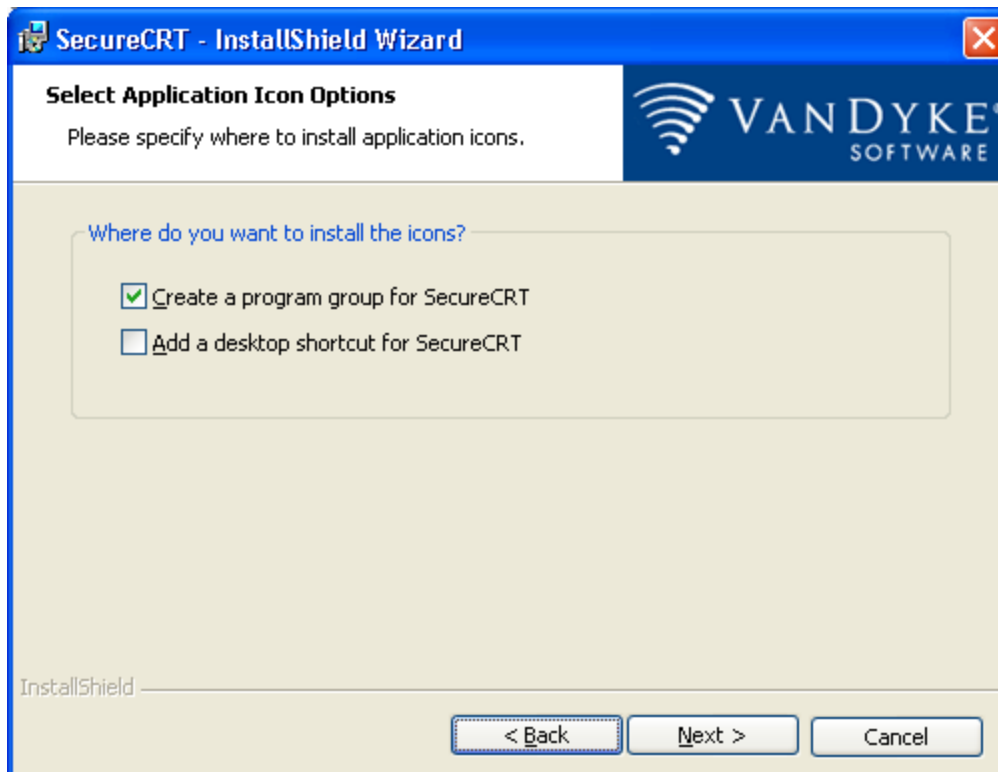 SecureCRT - InstallShield Wizard
Select Application Icon Options
Please specify where to install application icons.
VANDYKE®
SOFTWARE
Where do you want to install the icons?
Create a program group for SecureCRT
Add a desktop shortcut for SecureCRT
InstallShield
< Back
Next >
Cancel